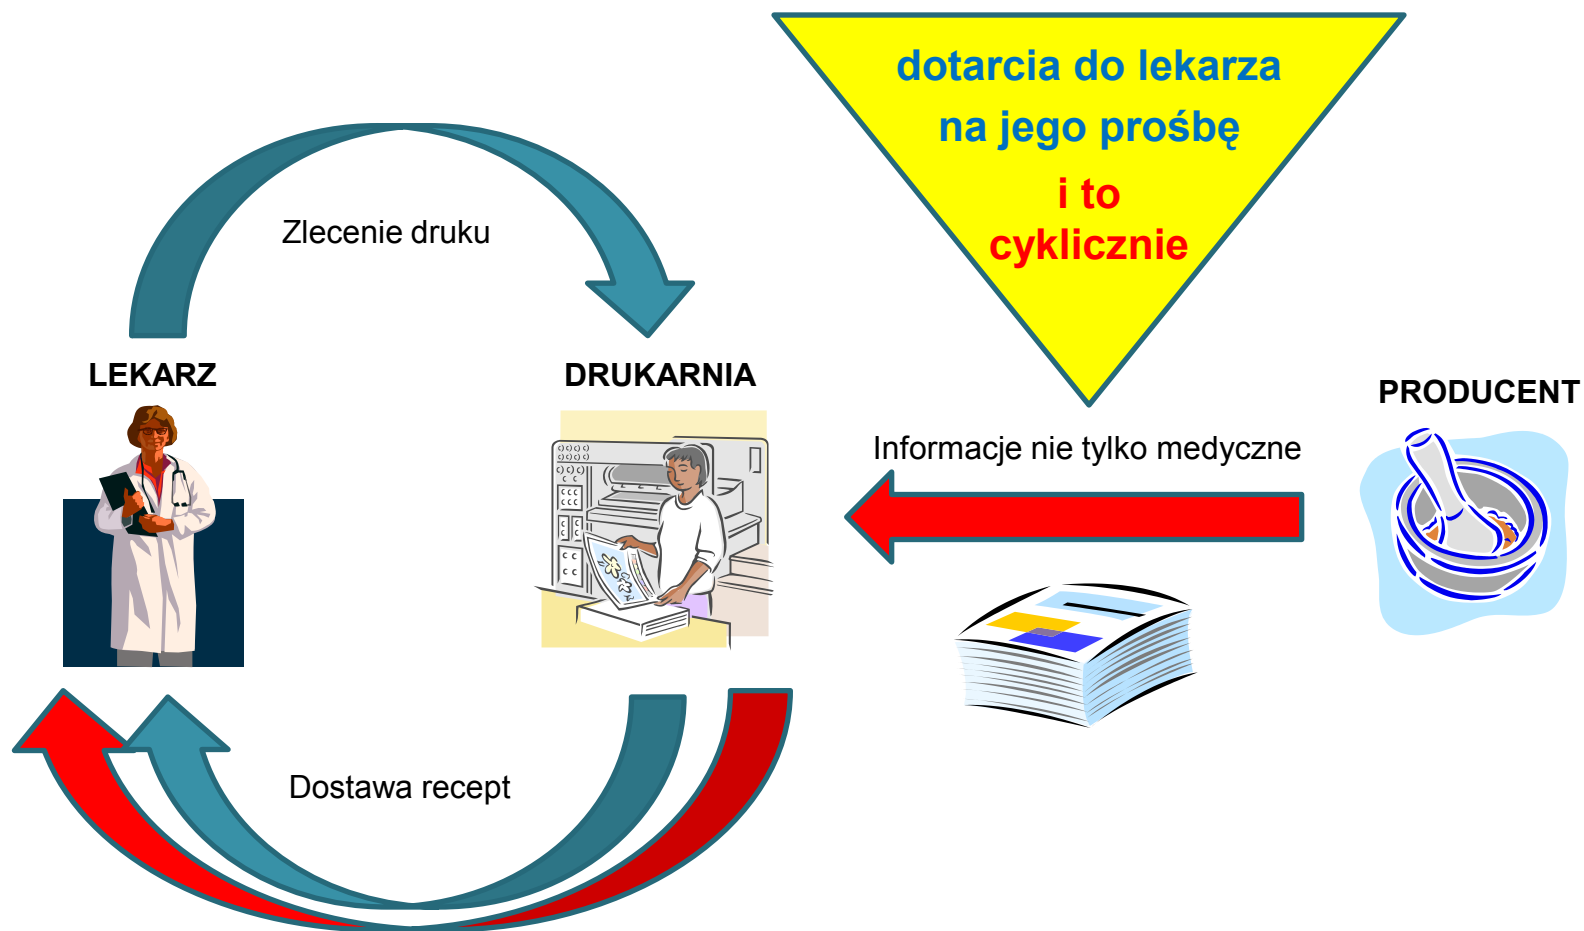 dotarcia do lekarza
na jego prośbę
i to
cyklicznie
Zlecenie druku
LEKARZ
DRUKARNIA
PRODUCENT
Informacje nie tylko medyczne
Dostawa recept